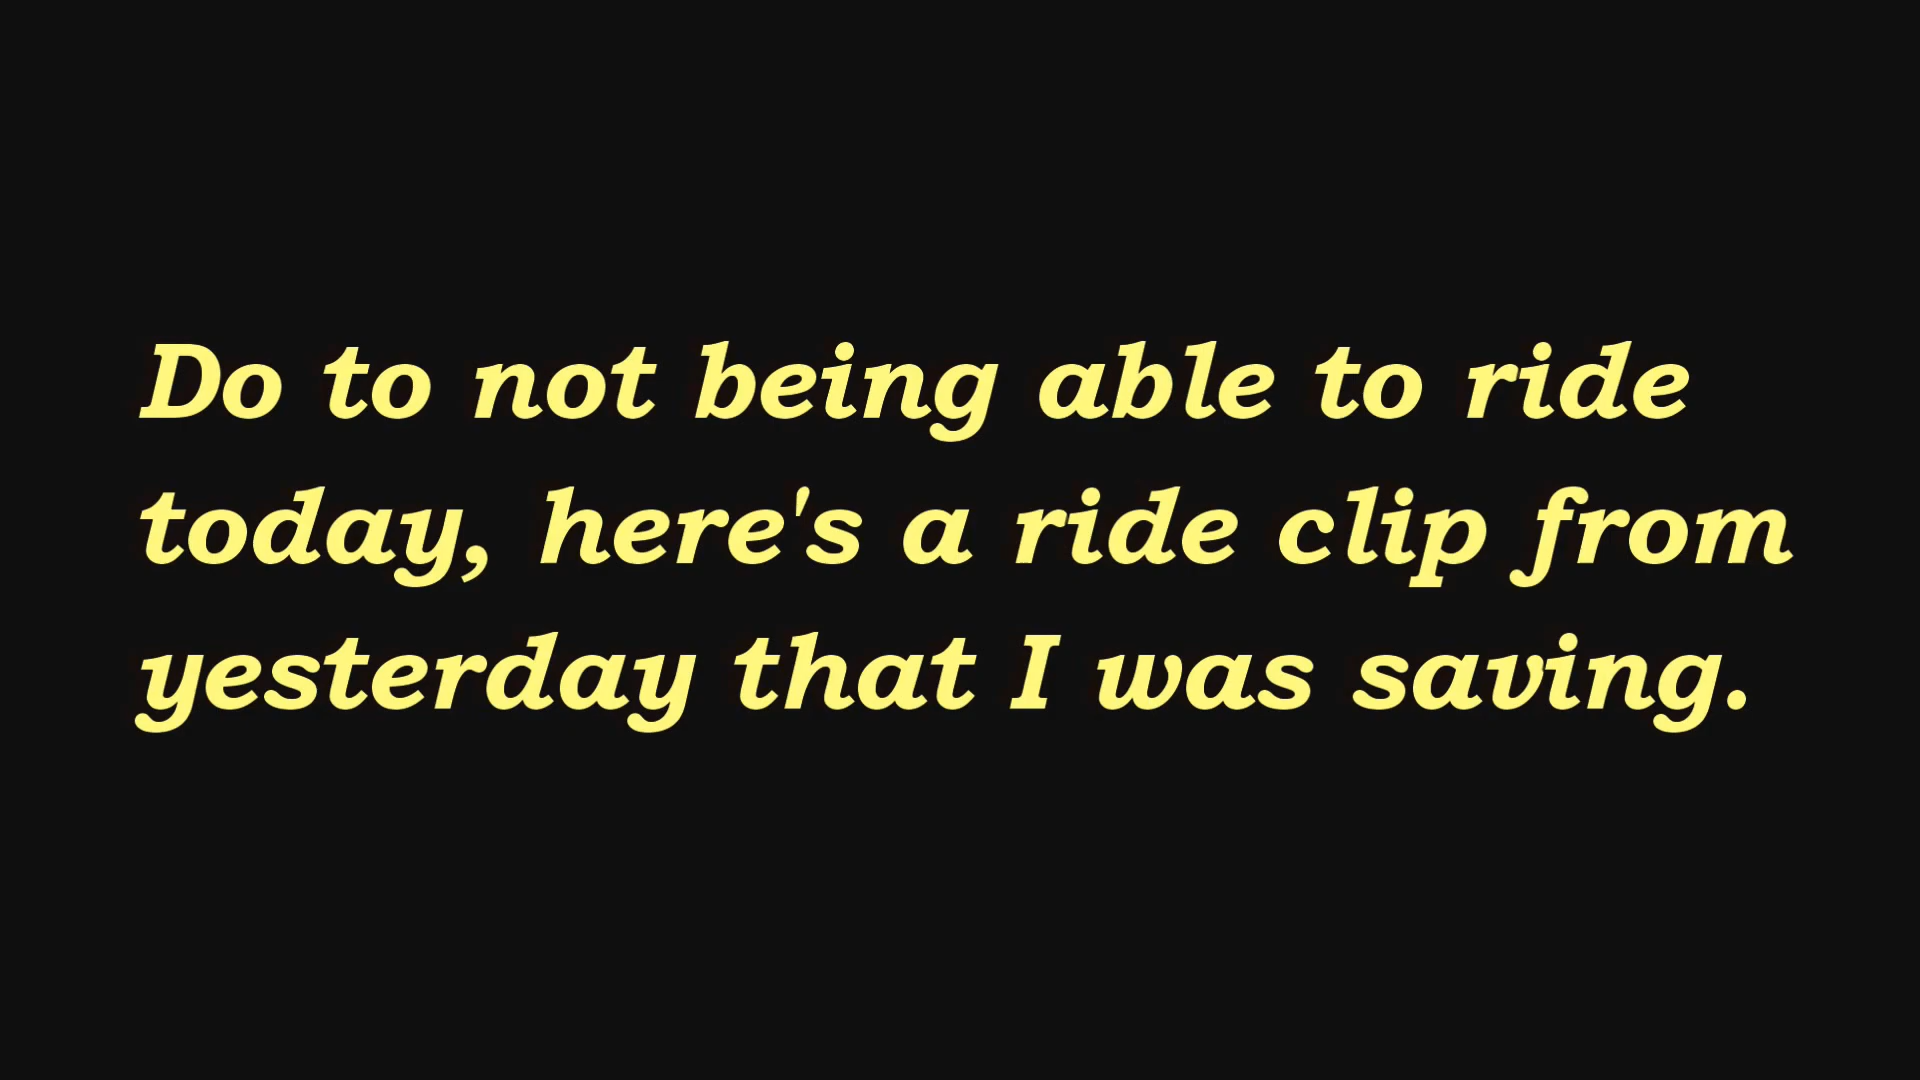 Do to not being able to ride
today, here's a ride clip from
yesterday that I was saving.